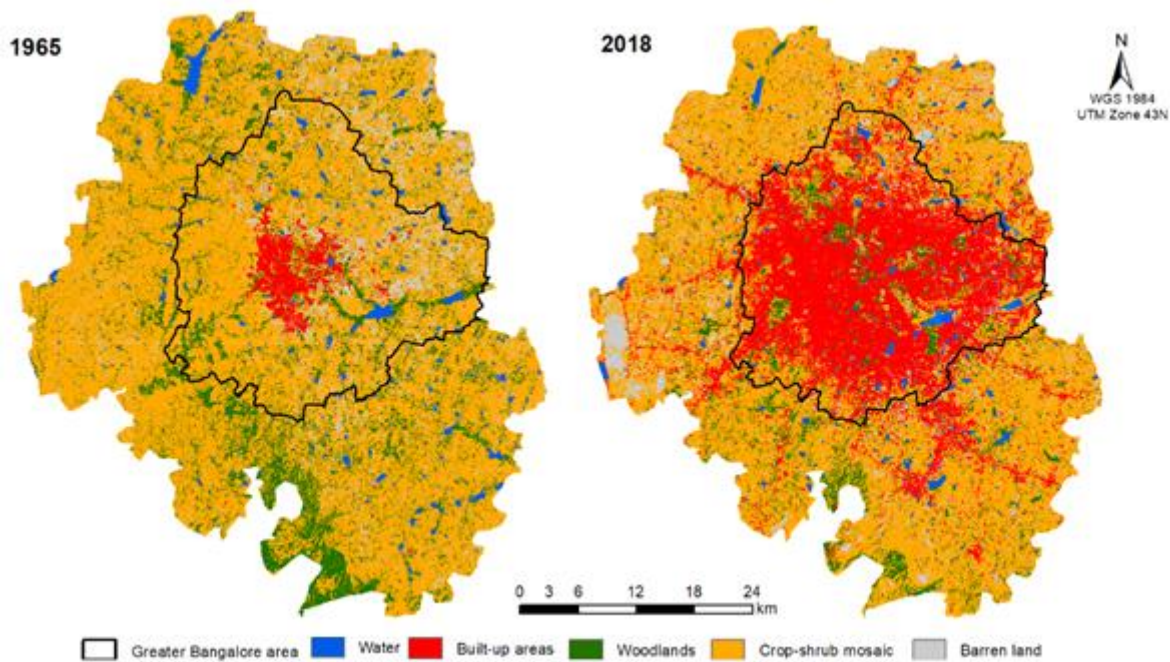 1965
2018
N
WGS 1984
UTM Zone 43N
0 3 6 12 18 24
km
Greater Bangalore area Water Built-up areas Woodlands Crop-shrub mosaic Barren land